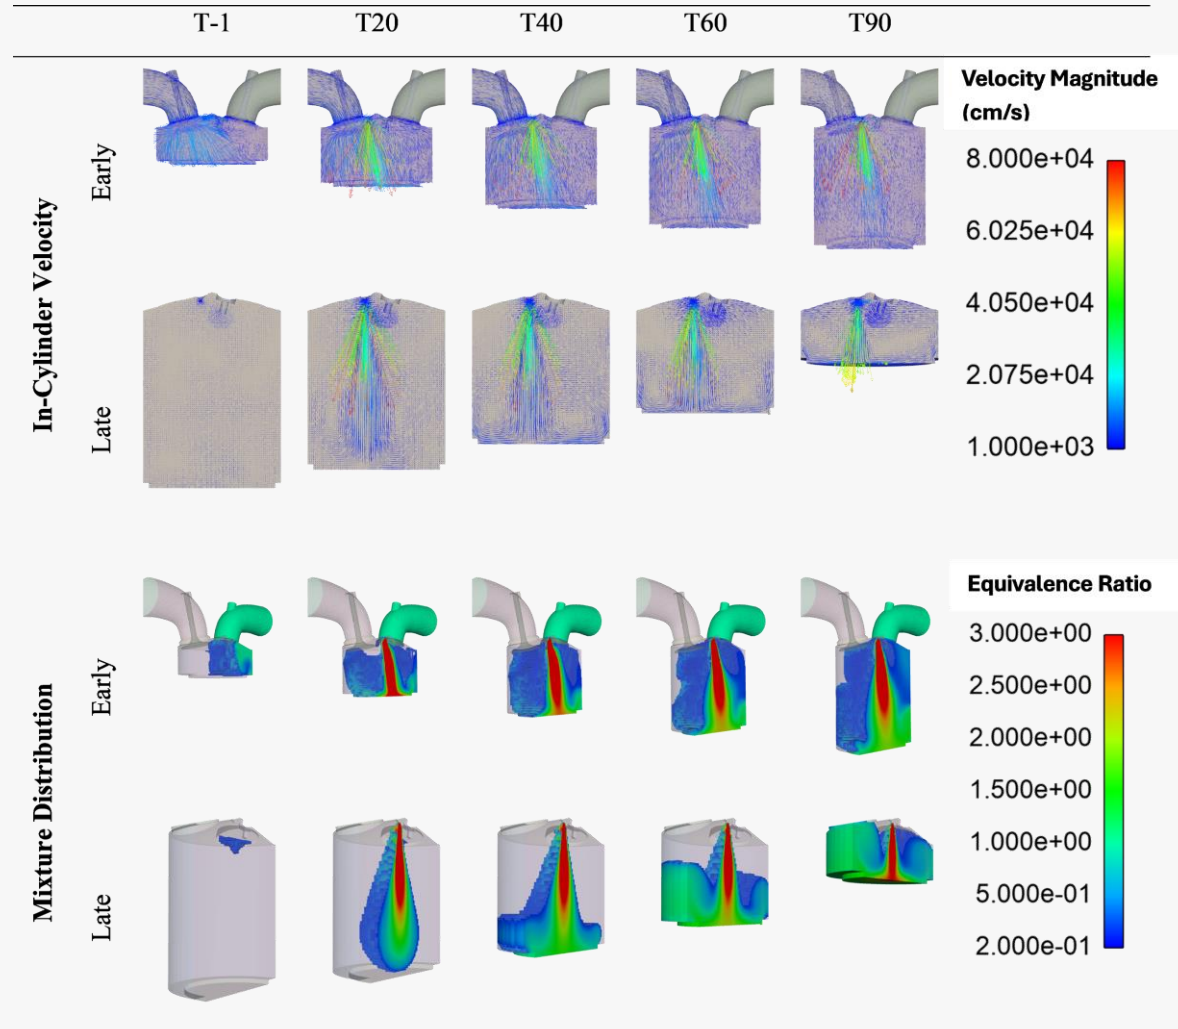 T-1 T20 T40 T60 T90
In-Cylinder Velocity
Early
Late
Velocity Magnitude
(cm/s)
8.000e+04
6.025e+04
4.050e+04
2.075e+04
1.000e+03
Mixture Distribution
Early
Late
Equivalence Ratio
3.000e+00
2.500e+00
2.000e+00
1.500e+00
1.000e+00
5.000e-01
2.000e-01